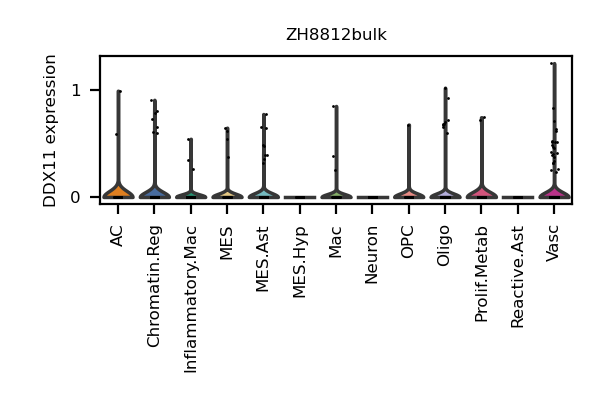 ZH8812bulk
DDX11 expression
1
0
AC
Chromatin.Reg
Inflammatory.Mac
MES
MES.Ast
MES.Hyp
Mac
Neuron
OPC
Oligo
Prolif.Metab
Reactive.Ast
Vasc